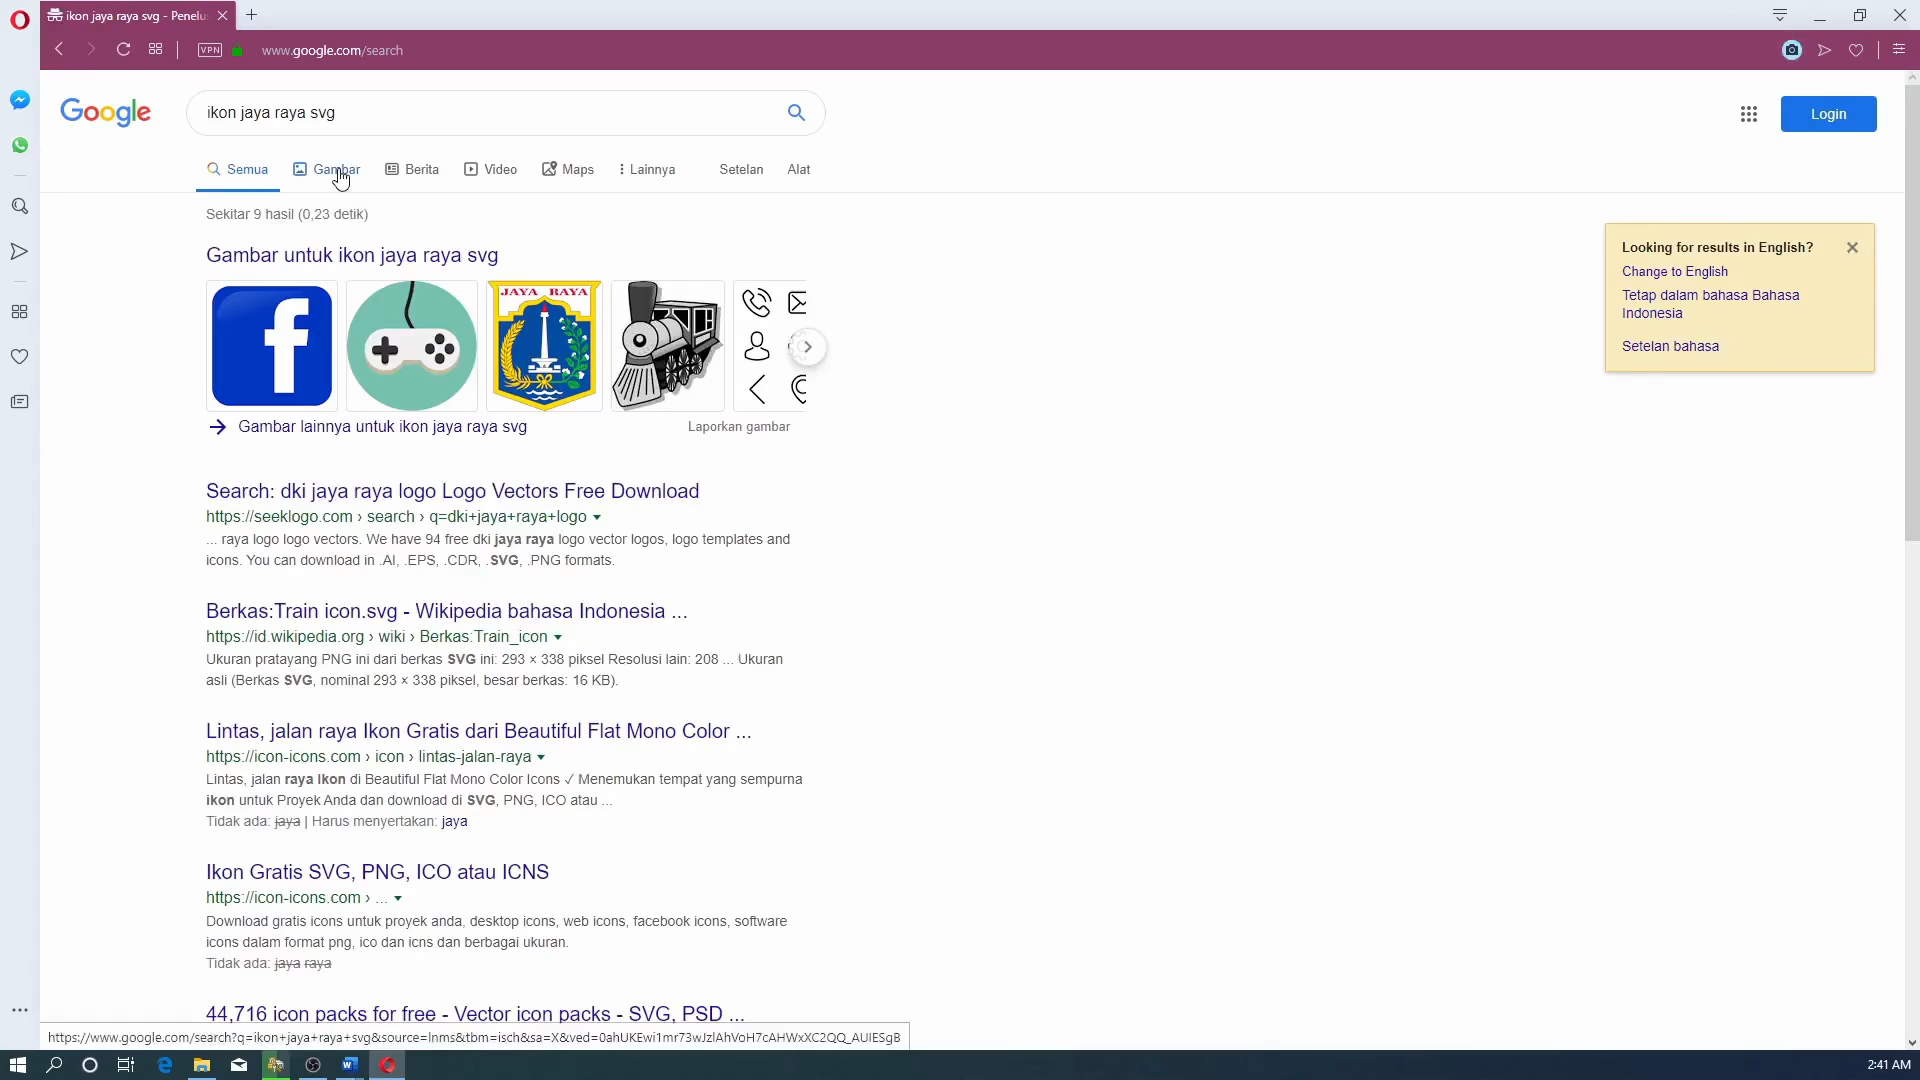 ikon jaya raya svg - Penelu
VPN
www.google.com/search
Google
ikon jaya raya svg
Login
Semua
Gambar
Berita
Video
Maps
Lainnya
Setelan
Alat
Sekitar 9 hasil (0,23 detik)
Looking for results in English?
Change to English
Tetap dalam bahasa Bahasa
Indonesia
Setelan bahasa
Gambar untuk ikon jaya raya svg
JAYA RAYA
Gambar lainnya untuk ikon jaya raya svg
Laporkan gambar
Search: dki jaya raya logo Logo Vectors Free Download
https://seeklogo.com › search › q=dki+jaya+raya+logo
... raya logo logo vectors. We have 94 free dki jaya raya logo vector logos, logo templates and
icons. You can download in .AI, .EPS, .CDR, .SVG, .PNG formats.
Berkas:Train icon.svg - Wikipedia bahasa Indonesia ...
https://id.wikipedia.org › wiki › Berkas:Train_icon
Ukuran pratayang PNG ini dari berkas SVG ini: 293 × 338 piksel Resolusi lain: 208 ... Ukuran
asli (Berkas SVG, nominal 293 × 338 piksel, besar berkas: 16 KB).
Lintas, jalan raya Ikon Gratis dari Beautiful Flat Mono Color ...
https://icon-icons.com › icon › lintas-jalan-raya
Lintas, jalan raya Ikon di Beautiful Flat Mono Color Icons ✓ Menemukan tempat yang sempurna
ikon untuk Proyek Anda dan download di SVG, PNG, ICO atau ...
Tidak ada: jaya | Harus menyertakan: jaya
Ikon Gratis SVG, PNG, ICO atau ICNS
https://icon-icons.com › ...
Download gratis icons untuk proyek anda, desktop icons, web icons, facebook icons, software
icons dalam format png, ico dan icns dan berbagai ukuran.
Tidak ada: jaya raya
44,716 icon packs for free - Vector icon packs - SVG, PSD ...
https://www.google.com/search?q=ikon+jaya+raya+svg&source=lnms&tbm=isch&sa=X&ved=0ahUKEwi1mr73wJzlAhVoH7cAHWxXC2QQ_AUIESgB
2:41 AM